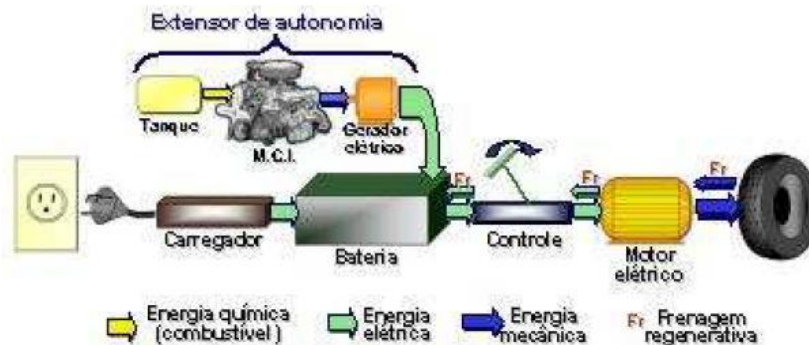 Extensor de autonomia
Tanque
M.C.I.
Gerador
elétrico
Fr
Fr
Fr
Carregador
Bateria
Controle
Motor
elétrico
Energia química
(combustível)
Energia
elétrica
Energia
mecânica
Fr
Frenagem
regenerativa